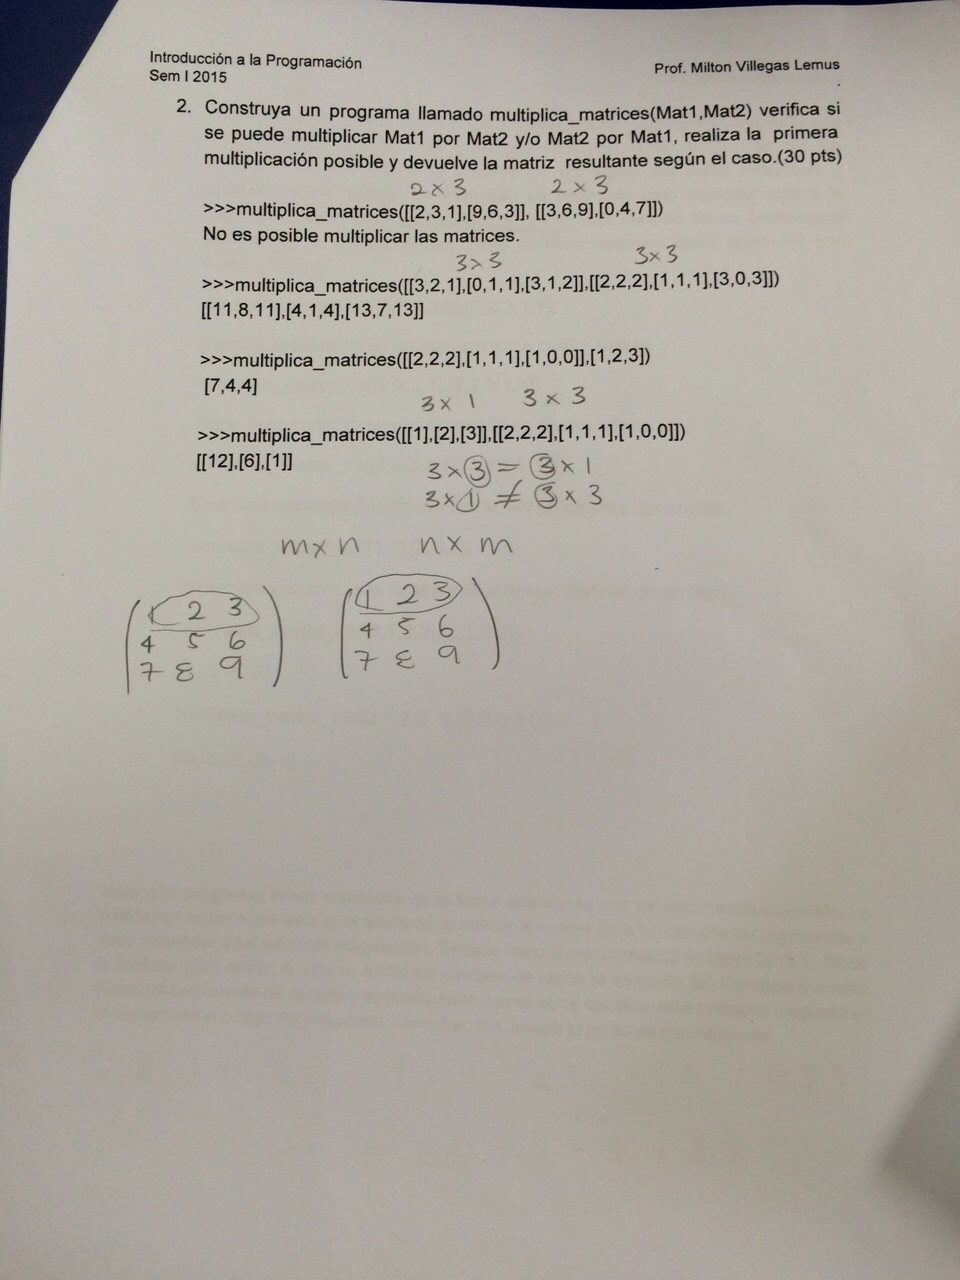 Introducción a la Programación
Prof. Milton Villegas Lemus
Sem I 2015
2. Construya un programa llamado multiplica_matrices(Mat1,Mat2) verifica si
se puede multiplicar Mat1 por Mat2 y/o Mat2 por Mat1, realiza la primera
multiplicación posible y devuelve la matriz resultante según el caso.(30 pts)
2 x 3 2 x 3
>>>multiplica_matrices([[2,3,1],[9,6,3]], [[3,6,9],[0,4,7]])
No es posible multiplicar las matrices.
3 x 3 3 x 3
>>>multiplica_matrices([[3,2,1],[0,1,1],[3,1,2]],[[2,2,2],[1,1,1],[3,0,3]])
[[11,8,11],[4,1,4],[13,7,13]]
>>>multiplica_matrices([[2,2,2],[1,1,1],[1,0,0]],[1,2,3])
[7,4,4]
3 x 1 3 x 3
>>>multiplica_matrices([[1],[2],[3]],[[2,2,2],[1,1,1],[1,0,0]])
[[12],[6],[1]]
3 x 3 = 3 x 1
3 x 1 ≠ 3 x 3
m x n n x m
1 2 3 1 2 3
4 5 6 4 5 6
7 8 9 7 8 9